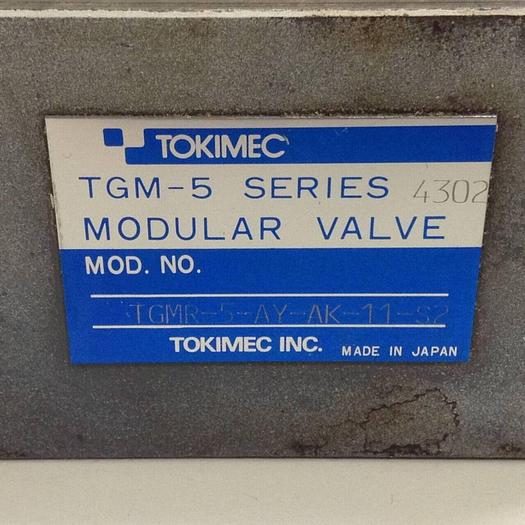 TOKIMEC
TGM-5 SERIES 4302
MODULAR VALVE
MOD. NO.
TGMR-5-AY-AK-11-S2
TOKIMEC INC. MADE IN JAPAN